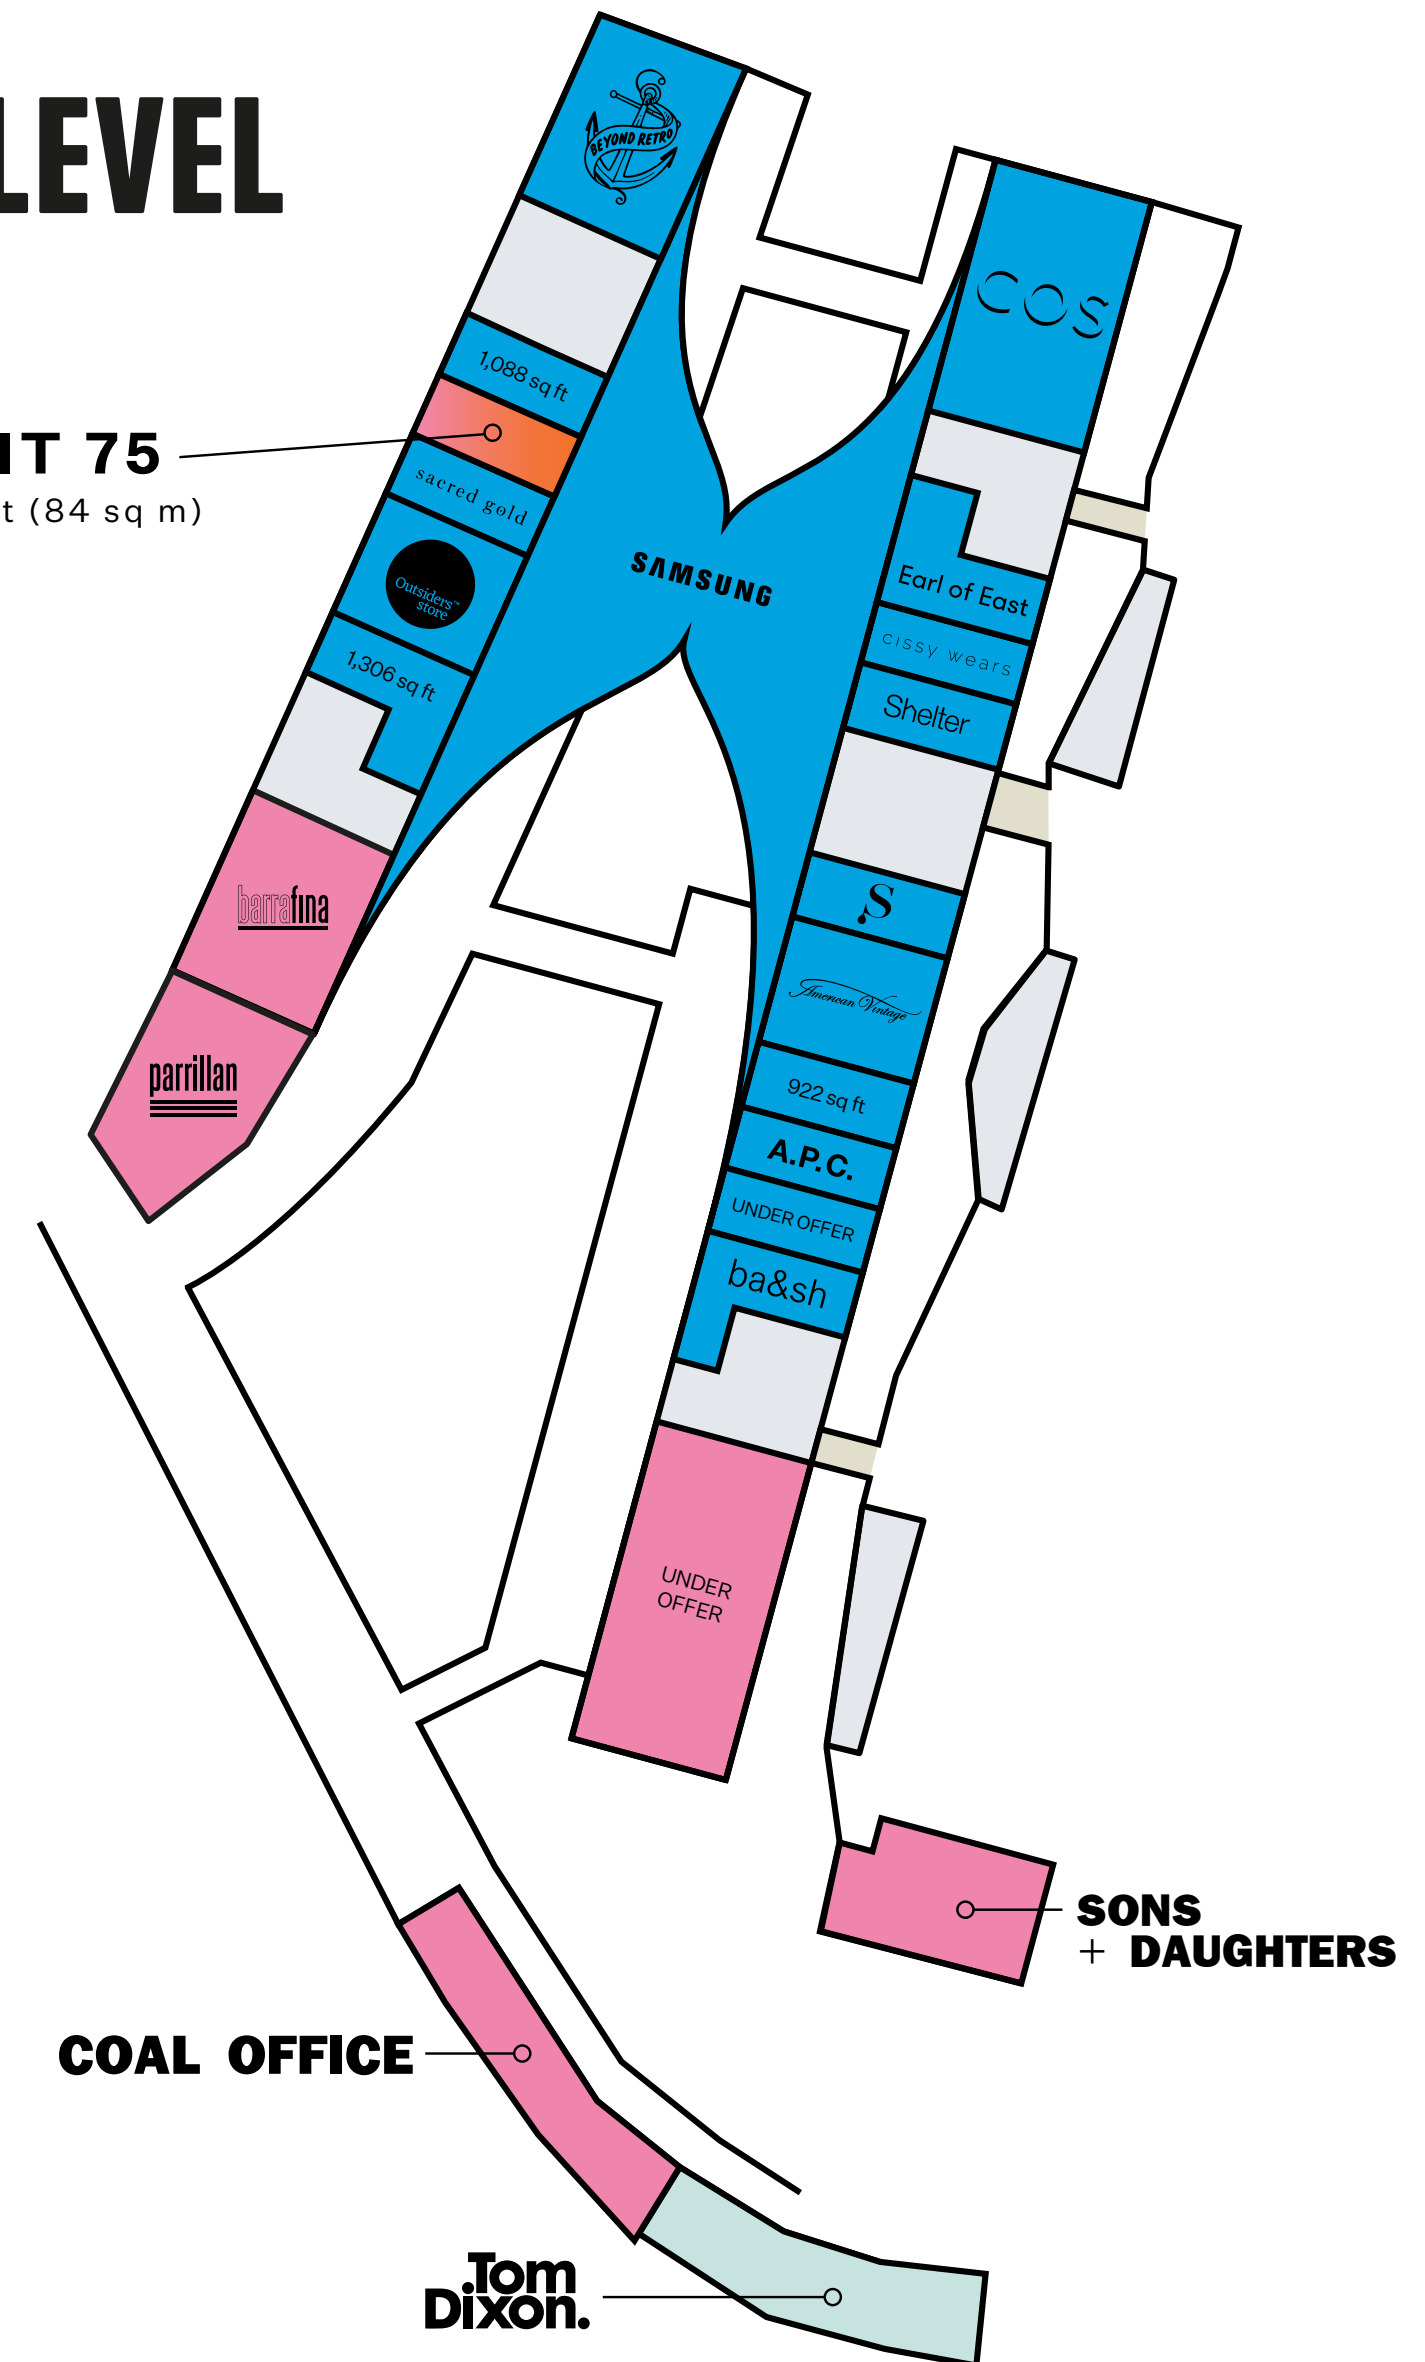 LEVEL
BEYOND RETRO
COS
1,088 sq ft
IT 75
t (84 sq m)
sacred gold
SAMSUNG
Outsiders™
store
Earl of East
cissy wears
1,306 sq ft
Shelter
S
barrafina
American Vintage
parrillan
922 sq ft
A.P.C.
UNDER OFFER
ba&sh
UNDER
OFFER
SONS
+ DAUGHTERS
COAL OFFICE
Tom
Dixon.